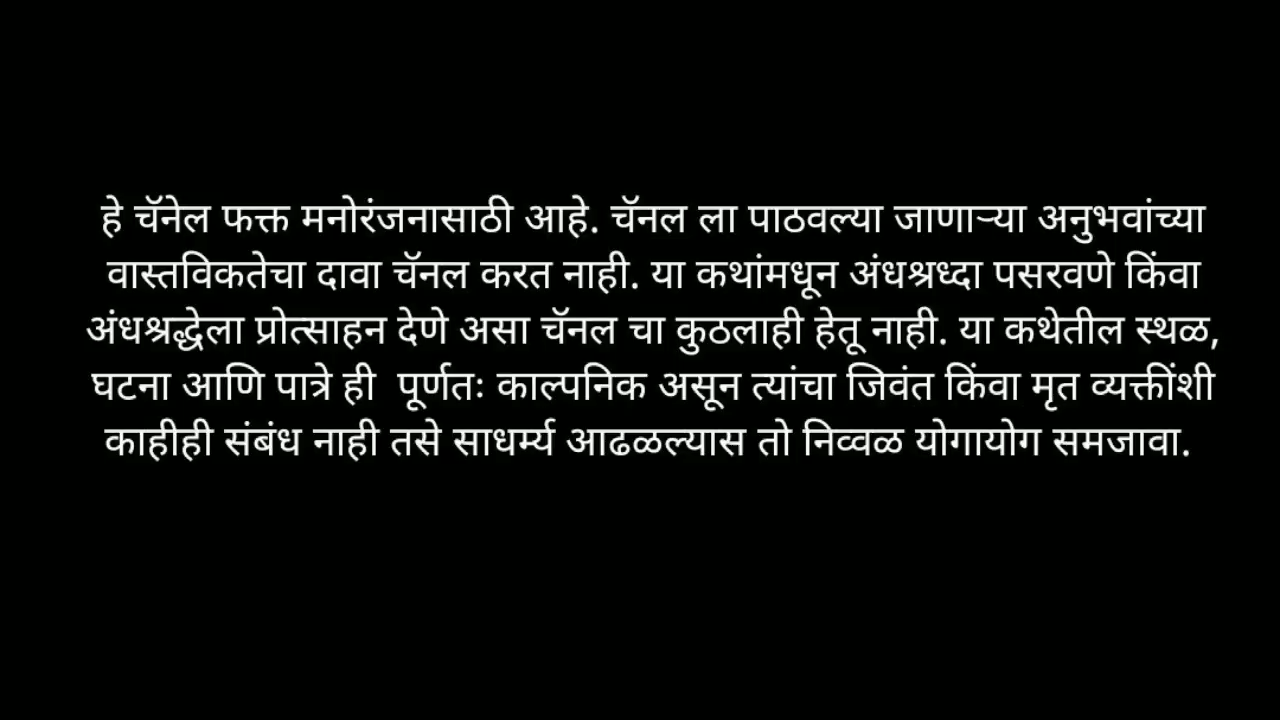 हे चॅनेल फक्त मनोरंजनासाठी आहे. चॅनल ला पाठवल्या जाणाऱ्या अनुभवांच्या
वास्तविकतेचा दावा चॅनल करत नाही. या कथांमधून अंधश्रध्दा पसरवणे किंवा
अंधश्रद्धेला प्रोत्साहन देणे असा चॅनल चा कुठलाही हेतू नाही. या कथेतील स्थळ,
घटना आणि पात्रे ही  पूर्णतः काल्पनिक असून त्यांचा जिवंत किंवा मृत व्यक्तींशी
काहीही संबंध नाही तसे साधर्म्य आढळल्यास तो निव्वळ योगायोग समजावा.